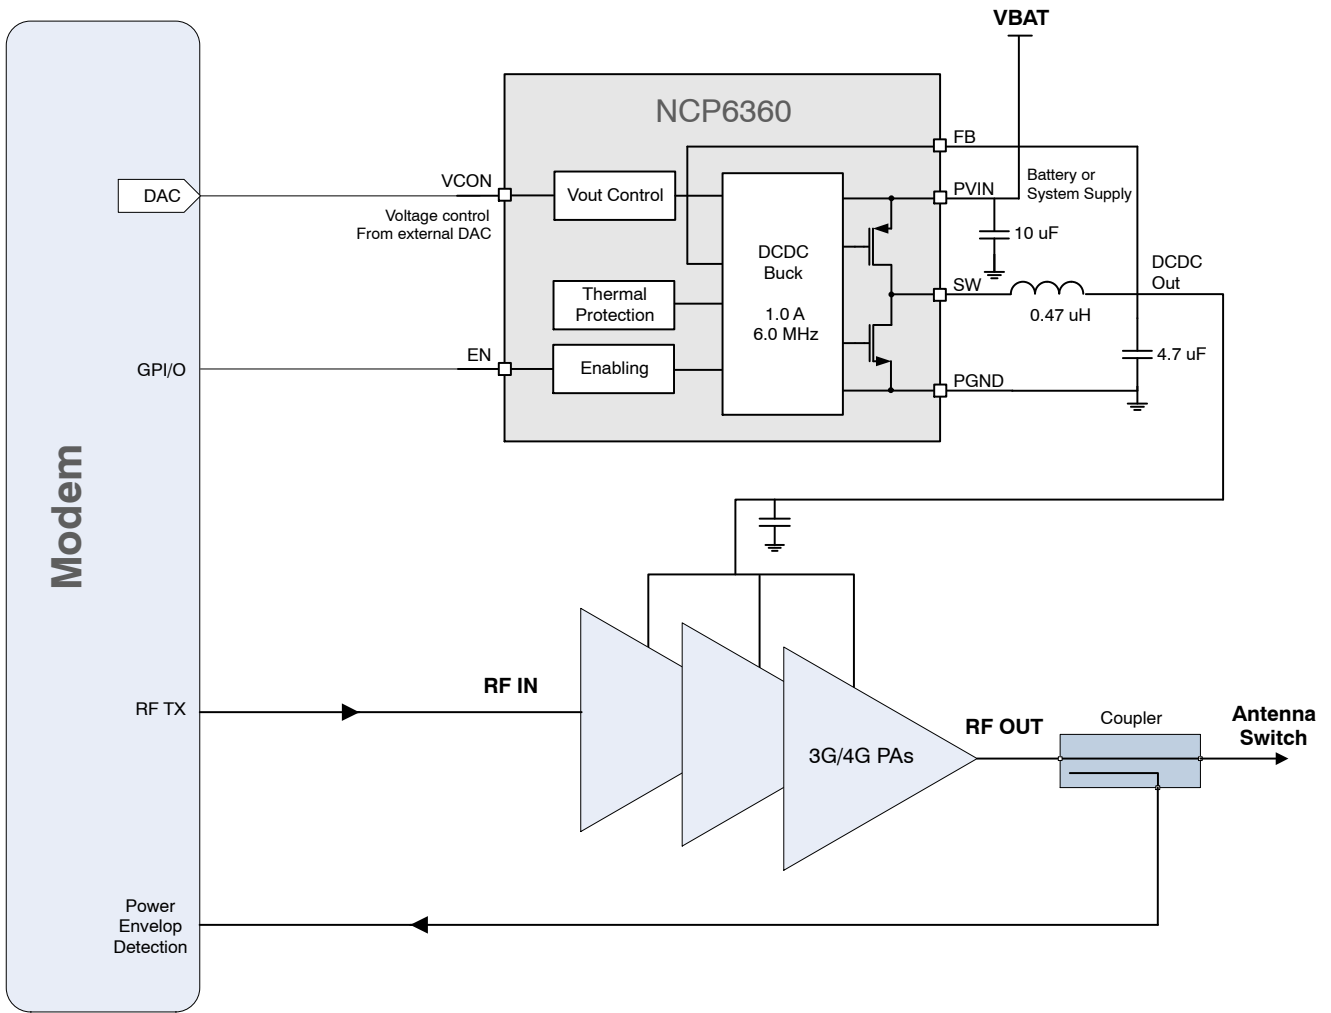 VBAT
NCP6360
FB
DAC
VCON
Vout Control
PVIN
Battery or
System Supply
Voltage control
From external DAC
10 uF
DCDC
Buck
1.0 A
6.0 MHz
SW
DCDC
Out
Thermal
Protection
0.47 uH
GPI/O
EN
Enabling
PGND
4.7 uF
Modem
RF TX
RF IN
3G/4G PAs
RF OUT
Coupler
Antenna
Switch
Power
Envelop
Detection